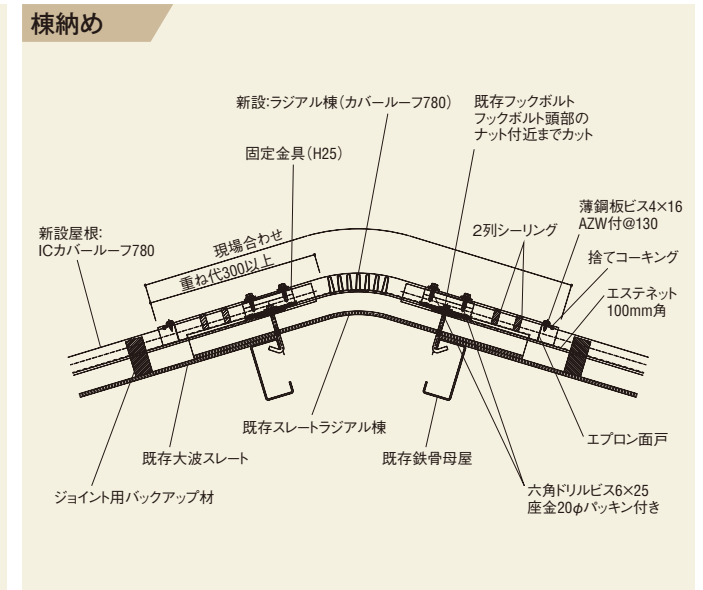 棟納め
新設:ラジアル棟(カバールーフ780)
既存フックボルト
フックボルト頭部の
ナット付近までカット
固定金具(H25)
薄鋼板ビス4×16
AZW付@130
新設屋根:
ICカバールーフ780
現場合わせ
重ね代300以上
2列シーリング
捨てコーキング
エステネット
100mm角
既存スレートラジアル棟
エプロン面戸
既存大波スレート
既存鉄骨母屋
ジョイント用バックアップ材
六角ドリルビス6×25
座金20φパッキン付き